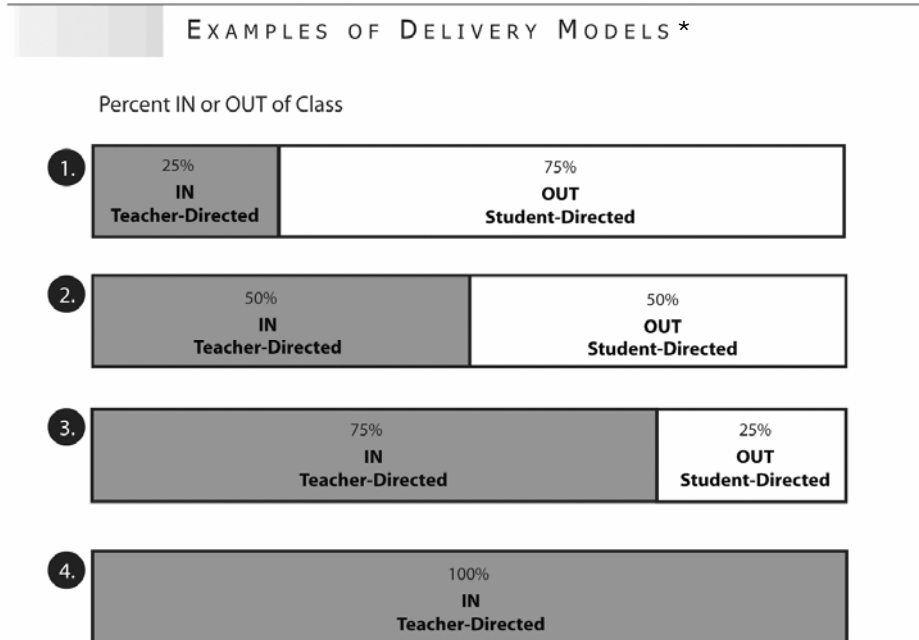 EXAMPLES OF DELIVERY MODELS*
Percent IN or OUT of Class
1.
25%
IN
Teacher-Directed
75%
OUT
Student-Directed
2.
50%
IN
Teacher-Directed
50%
OUT
Student-Directed
3.
75%
IN
Teacher-Directed
25%
OUT
Student-Directed
4.
100%
IN
Teacher-Directed